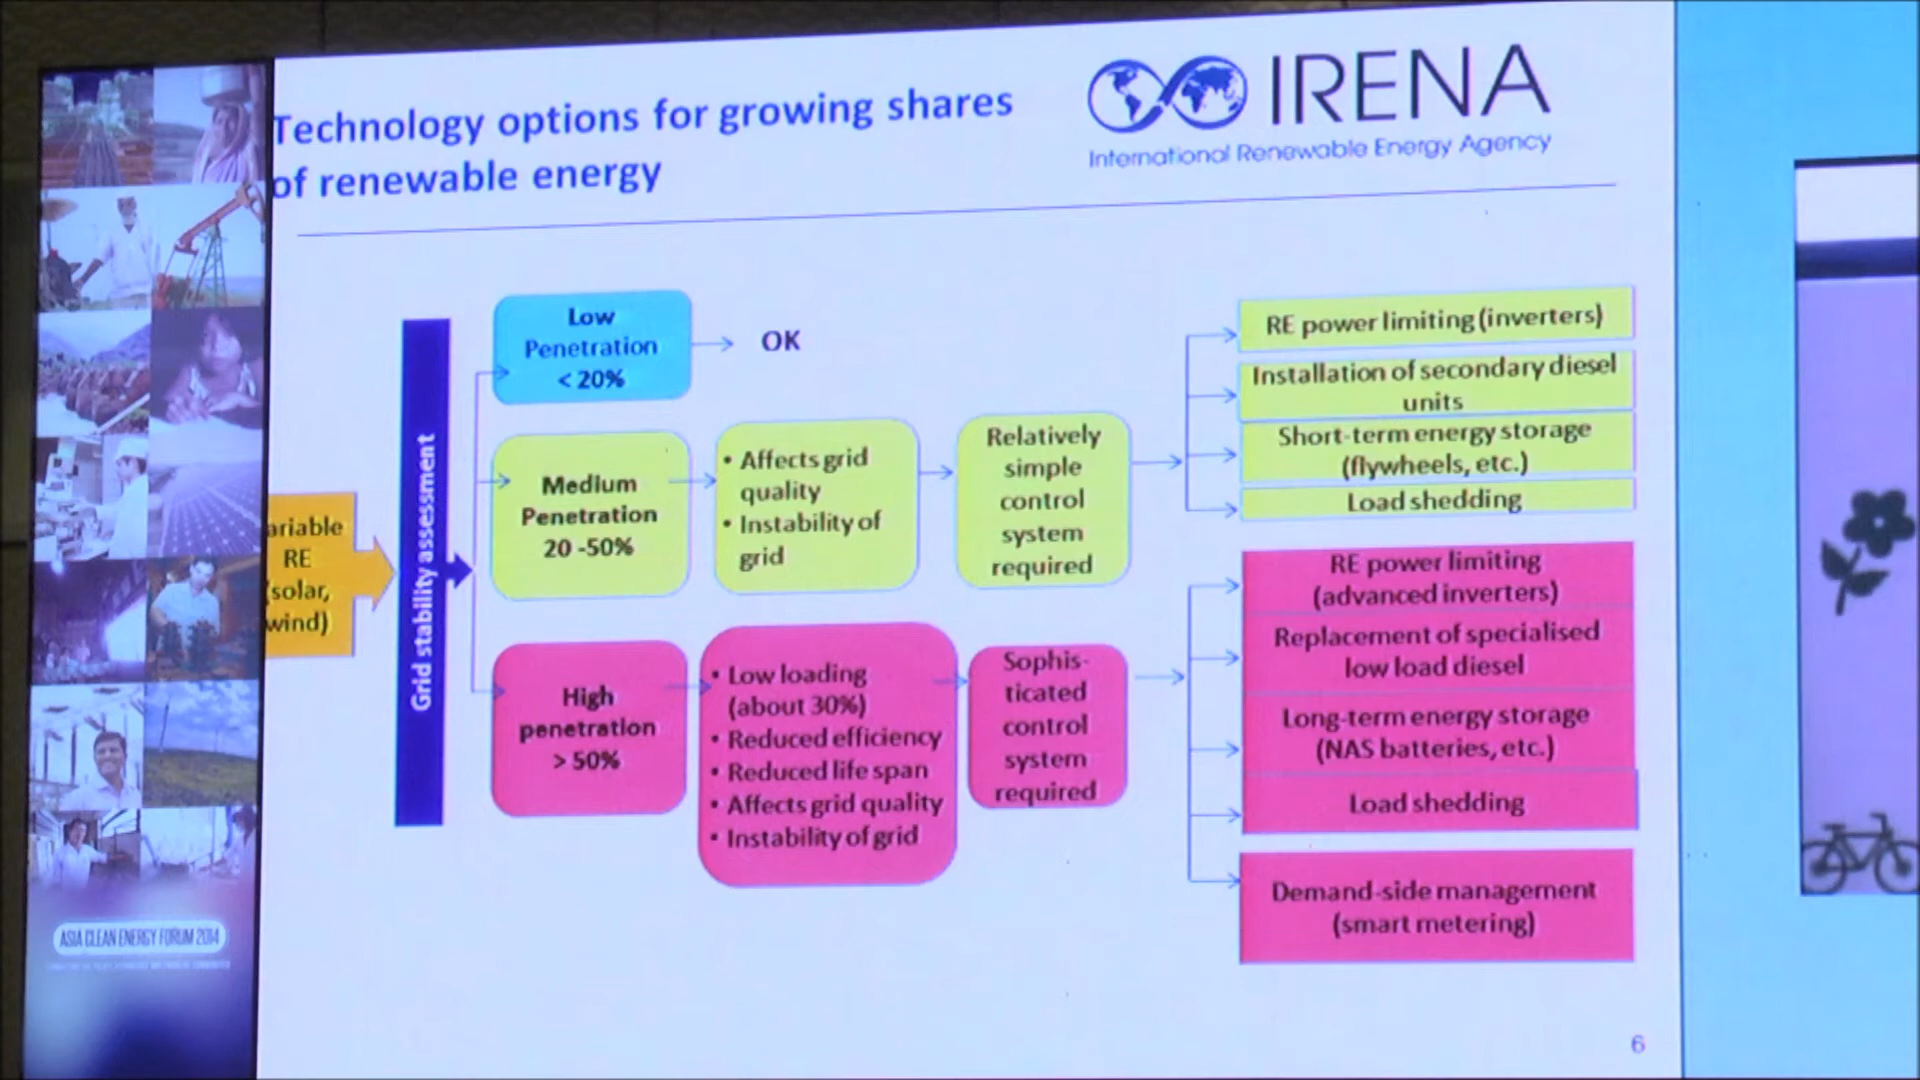 Technology options for growing shares
of renewable energy
IRENA
International Renewable Energy Agency
ariable
RE
(solar,
wind)
Grid stability assessment
Low
Penetration
< 20%
OK
Medium
Penetration
20 -50%
• Affects grid
quality
• Instability of
grid
Relatively
simple
control
system
required
RE power limiting (inverters)
Installation of secondary diesel
units
Short-term energy storage
(flywheels, etc.)
Load shedding
High
penetration
> 50%
• Low loading
(about 30%)
• Reduced efficiency
• Reduced life span
• Affects grid quality
• Instability of grid
Sophis-
ticated
control
system
required
RE power limiting
(advanced inverters)
Replacement of specialised
low load diesel
Long-term energy storage
(NAS batteries, etc.)
Load shedding
Demand-side management
(smart metering)
ASIA CLEAN ENERGY FORUM 2014
6